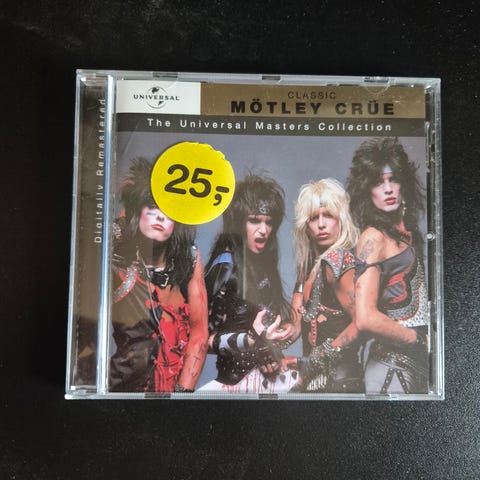 UNIVERSAL
CLASSIC
MÖTLEY CRÜE
The Universal Masters Collection
Digitally Remastered
25,-